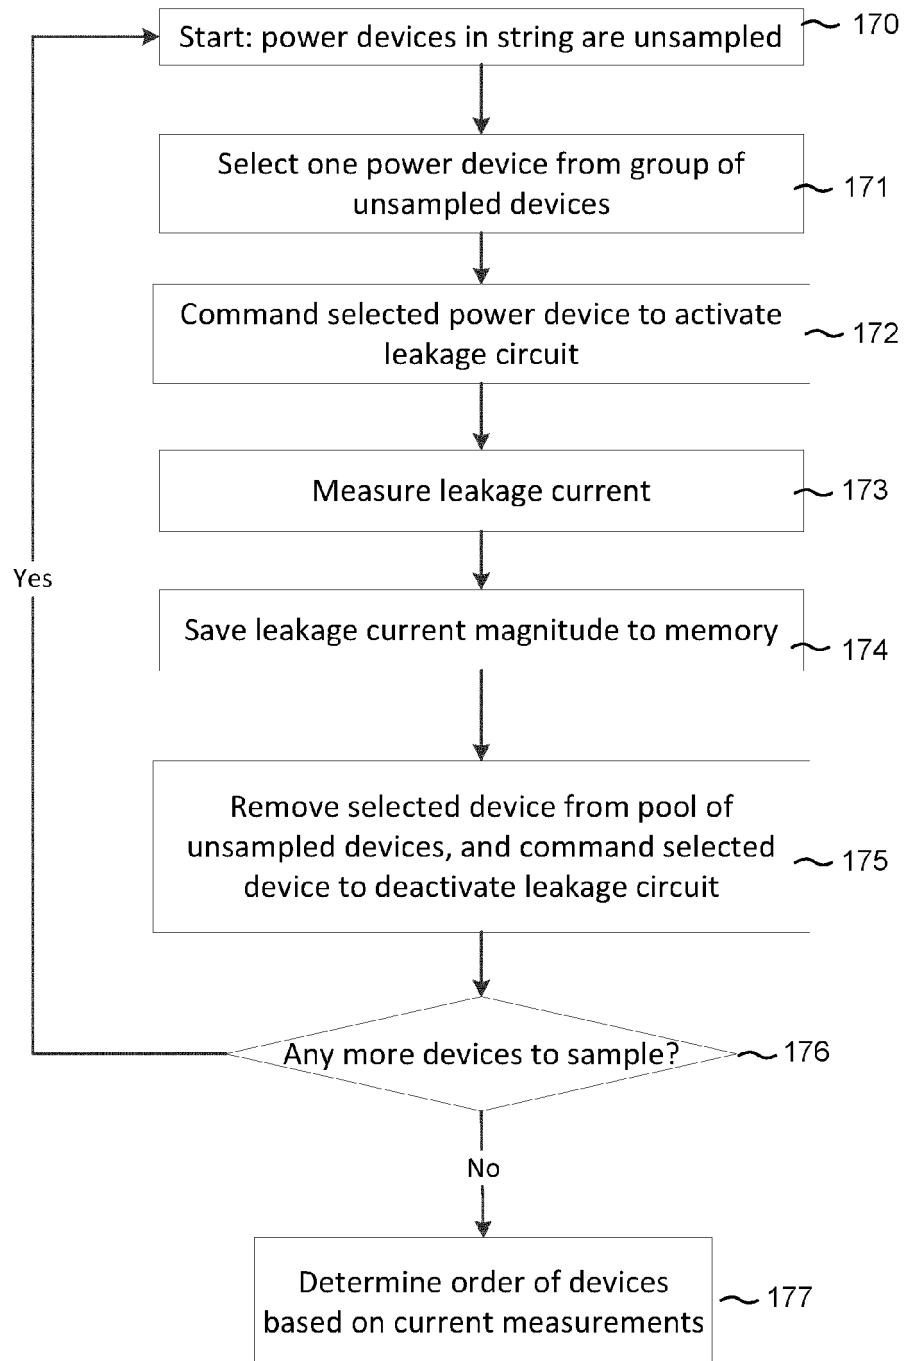 Start: power devices in string are unsampled
170
Select one power device from group of
unsampled devices
171
Command selected power device to activate
leakage circuit
172
Measure leakage current
173
Save leakage current magnitude to memory
174
Yes
Remove selected device from pool of
unsampled devices, and command selected
device to deactivate leakage circuit
175
Any more devices to sample?
176
No
Determine order of devices
based on current measurements
177